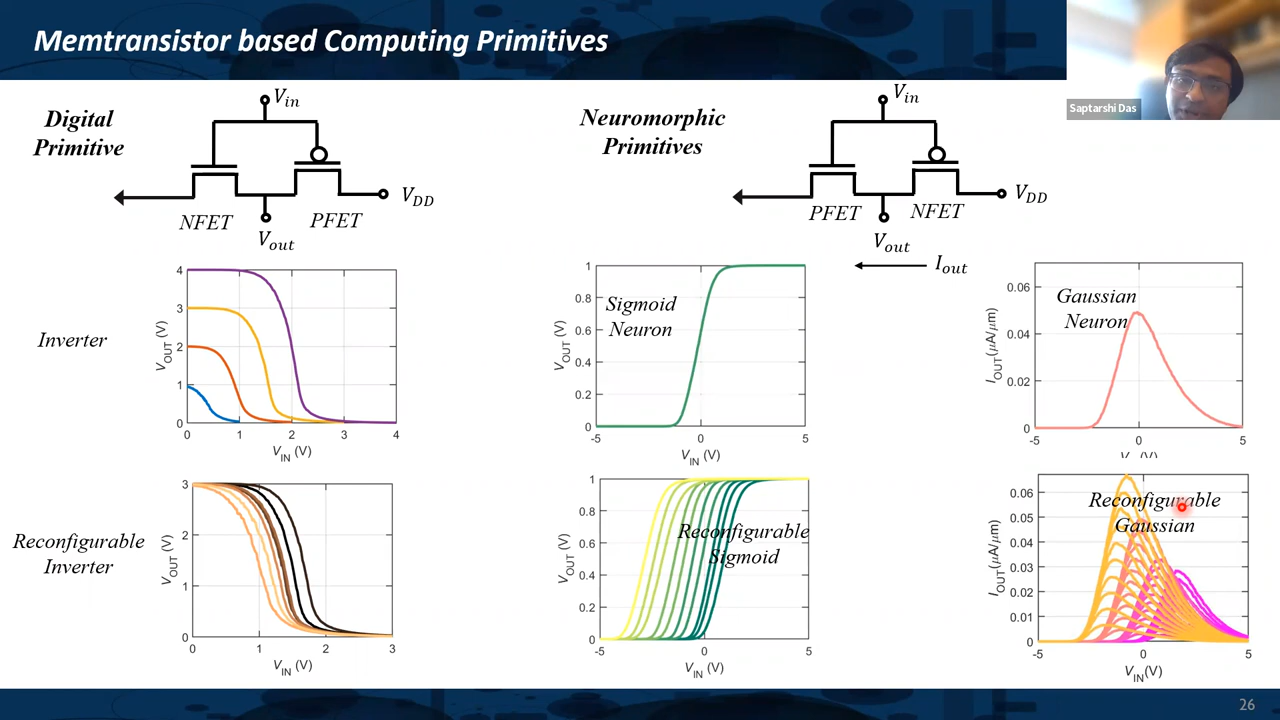 Memtransistor based Computing Primitives
Saptarshi Das
Digital
Primitive
V_in
NFET
PFET
V_DD
V_out
Neuromorphic
Primitives
V_in
PFET
NFET
V_DD
V_out
I_out
Inverter
V_OUT (V)
4
3
2
1
0
0 1 2 3 4
V_IN (V)
Sigmoid
Neuron
V_OUT (V)
1
0.8
0.6
0.4
0.2
0
-5 0 5
V_IN (V)
Gaussian
Neuron
I_OUT(μA/μm)
0.06
0.04
0.02
0
-5 0 5
Reconfigurable
Inverter
V_OUT (V)
3
2
1
0
0 1 2 3
V_IN (V)
Reconfigurable
Sigmoid
V_OUT (V)
1
0.8
0.6
0.4
0.2
0
-5 0 5
V_IN (V)
Reconfigurable
Gaussian
I_OUT(μA/μm)
0.06
0.05
0.04
0.03
0.02
0.01
0
-5 0 5
V_IN(V)
26